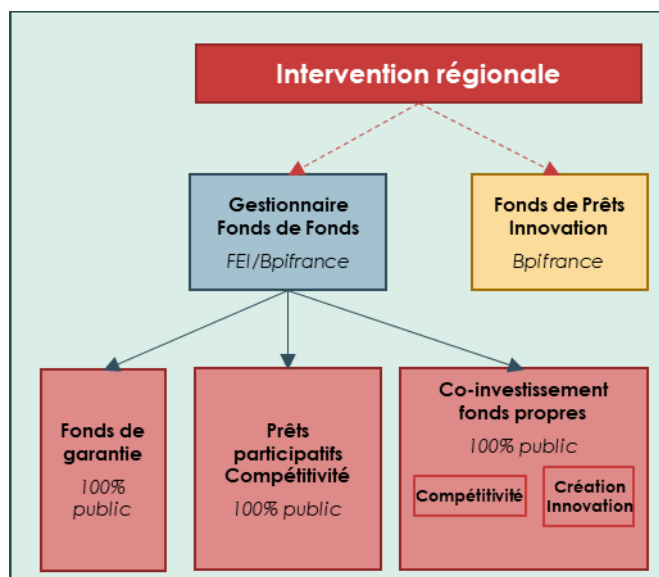 Intervention régionale
Gestionnaire
Fonds de Fonds
FEI/Bpifrance
Fonds de Prêts
Innovation
Bpifrance
Fonds de
garantie
100%
public
Prêts
participatifs
Compétitivité
100% public
Co-investissement
fonds propres
100% public
Compétitivité
Création
Innovation